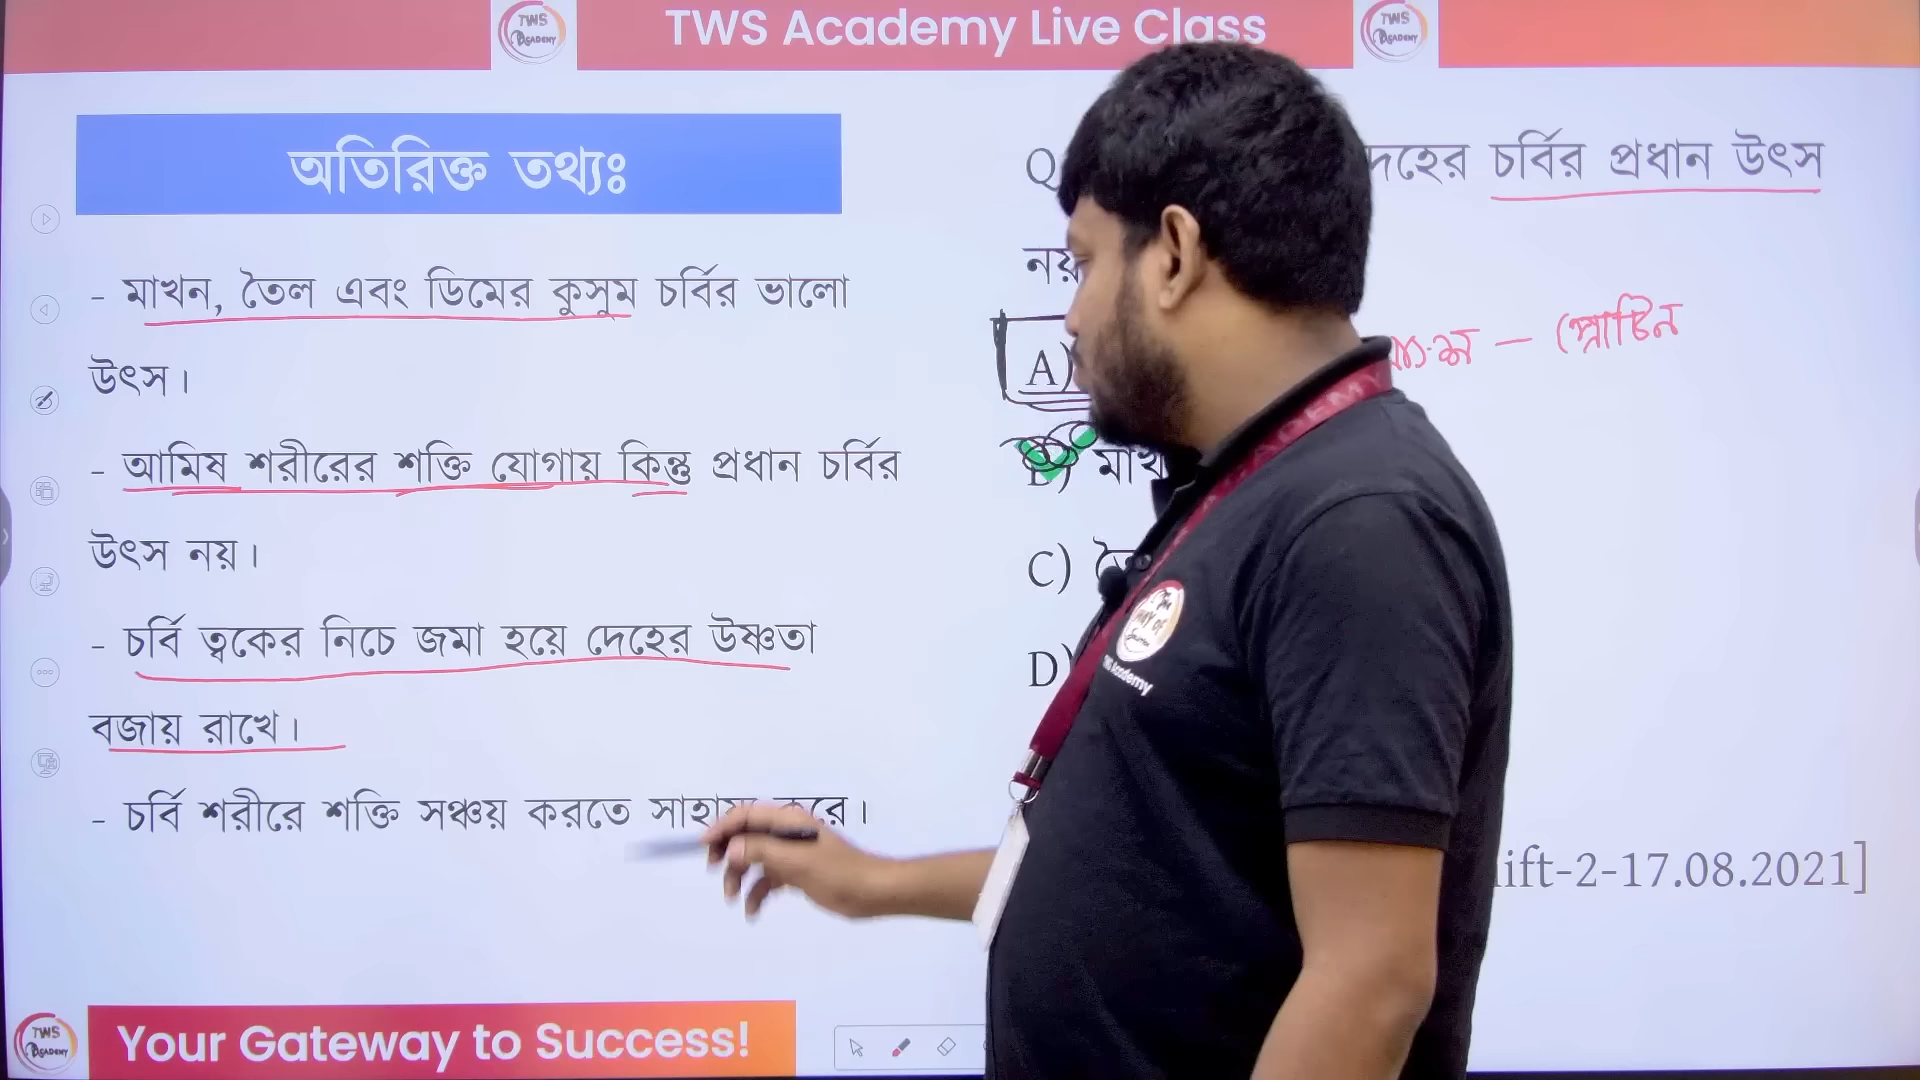 TWS Academy Live Class
অতিরিক্ত তথ্যঃ
- মাখন, তৈল এবং ডিমের কুসুম চর্বির ভালো
উৎস।
- আমিষ শরীরের শক্তি যোগায় কিন্তু প্রধান চর্বির
উৎস নয়।
- চর্বি ত্বকের নিচে জমা হয়ে দেহের উষ্ণতা
বজায় রাখে।
- চর্বি শরীরে শক্তি সঞ্চয় করতে
Q
চর্বির প্রধান উৎস
নয়
A)
– প্রোটিন
B)
C)
D)
-2-17.08.2021]
TWS Academy
Your Gateway to Success!